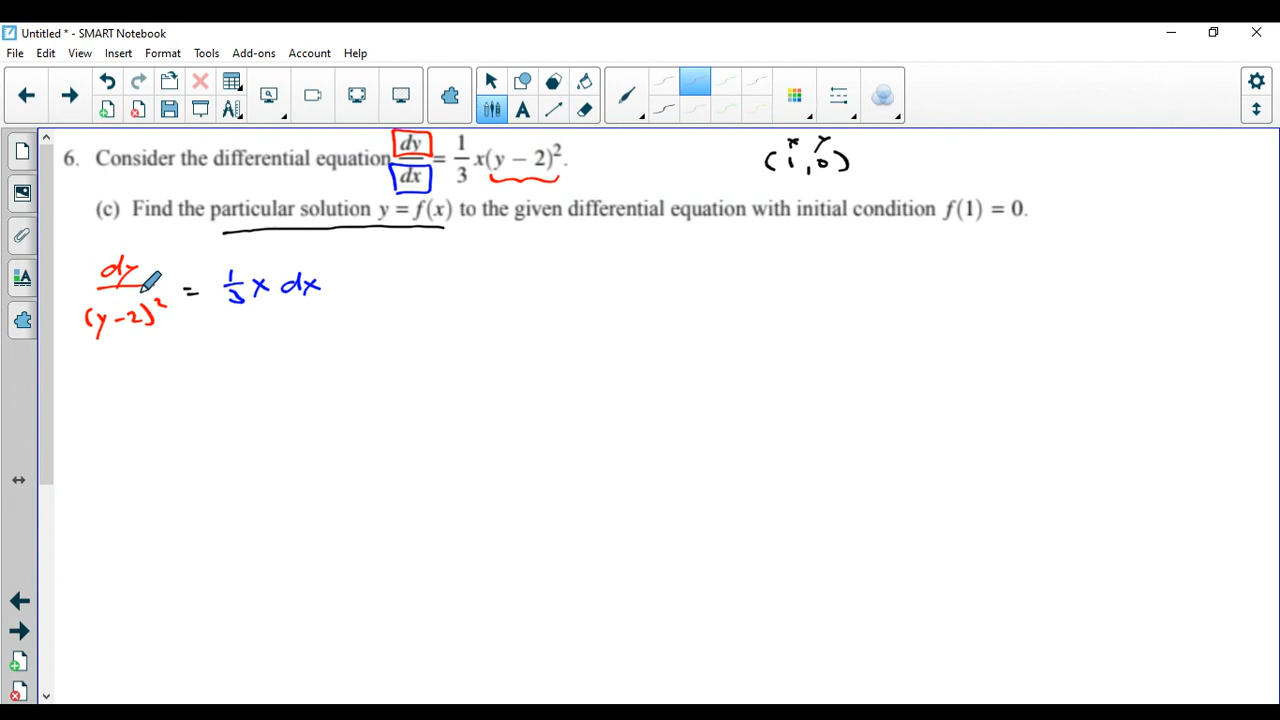 Untitled * - SMART Notebook
File Edit View Insert Format Tools Add-ons Account Help
x y
(1, 0)
6. Consider the differential equation dy/dx = 1/3 x(y − 2)².
(c) Find the particular solution y = f(x) to the given differential equation with initial condition f(1) = 0.
dy/(y-2)² = 1/3 x dx